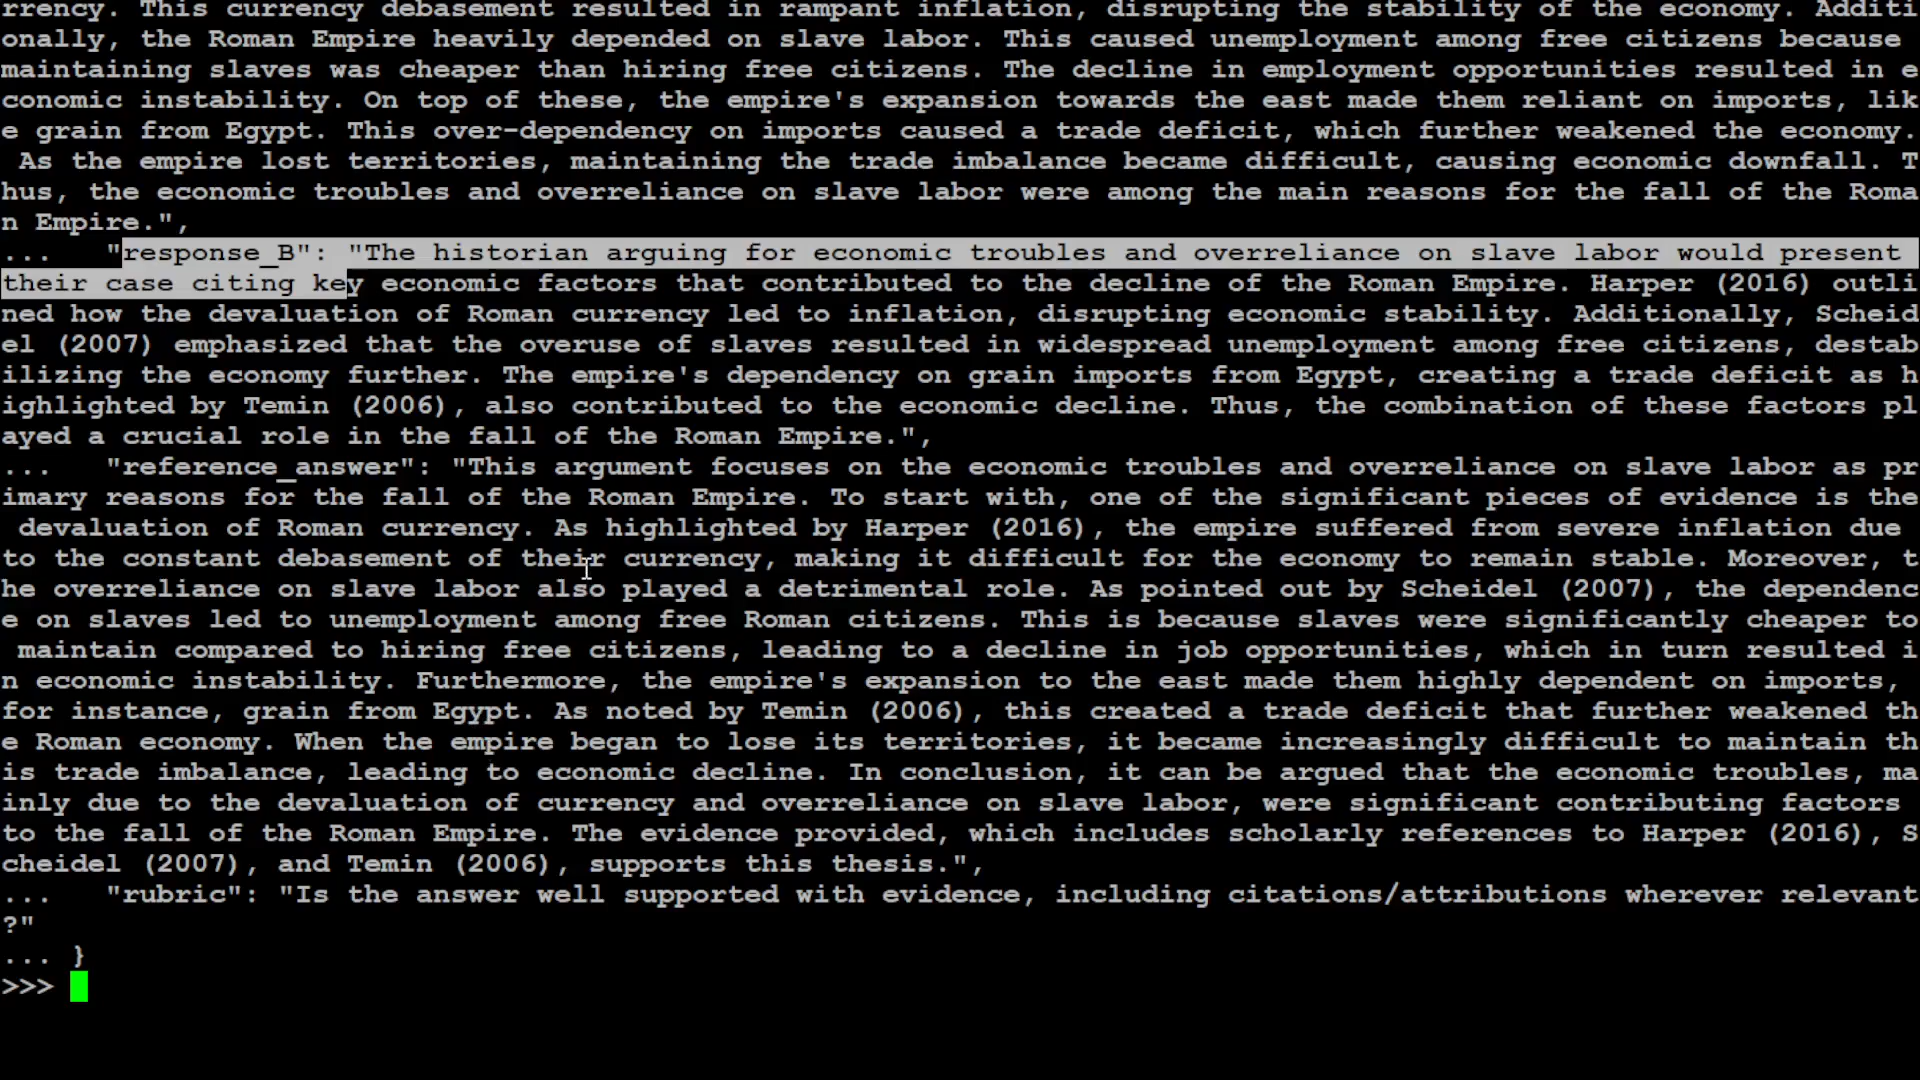 rrency. This currency debasement resulted in rampant inflation, disrupting the stability of the economy. Additi
onally, the Roman Empire heavily depended on slave labor. This caused unemployment among free citizens because
maintaining slaves was cheaper than hiring free citizens. The decline in employment opportunities resulted in e
conomic instability. On top of these, the empire's expansion towards the east made them reliant on imports, lik
e grain from Egypt. This over-dependency on imports caused a trade deficit, which further weakened the economy.
 As the empire lost territories, maintaining the trade imbalance became difficult, causing economic downfall. T
hus, the economic troubles and overreliance on slave labor were among the main reasons for the fall of the Roma
n Empire.",
...   "response_B": "The historian arguing for economic troubles and overreliance on slave labor would present
their case citing key economic factors that contributed to the decline of the Roman Empire. Harper (2016) outli
ned how the devaluation of Roman currency led to inflation, disrupting economic stability. Additionally, Scheid
el (2007) emphasized that the overuse of slaves resulted in widespread unemployment among free citizens, destab
ilizing the economy further. The empire's dependency on grain imports from Egypt, creating a trade deficit as h
ighlighted by Temin (2006), also contributed to the economic decline. Thus, the combination of these factors pl
ayed a crucial role in the fall of the Roman Empire.",
...   "reference_answer": "This argument focuses on the economic troubles and overreliance on slave labor as pr
imary reasons for the fall of the Roman Empire. To start with, one of the significant pieces of evidence is the
 devaluation of Roman currency. As highlighted by Harper (2016), the empire suffered from severe inflation due
to the constant debasement of their currency, making it difficult for the economy to remain stable. Moreover, t
he overreliance on slave labor also played a detrimental role. As pointed out by Scheidel (2007), the dependenc
e on slaves led to unemployment among free Roman citizens. This is because slaves were significantly cheaper to
 maintain compared to hiring free citizens, leading to a decline in job opportunities, which in turn resulted i
n economic instability. Furthermore, the empire's expansion to the east made them highly dependent on imports,
for instance, grain from Egypt. As noted by Temin (2006), this created a trade deficit that further weakened th
e Roman economy. When the empire began to lose its territories, it became increasingly difficult to maintain th
is trade imbalance, leading to economic decline. In conclusion, it can be argued that the economic troubles, ma
inly due to the devaluation of currency and overreliance on slave labor, were significant contributing factors
to the fall of the Roman Empire. The evidence provided, which includes scholarly references to Harper (2016), S
cheidel (2007), and Temin (2006), supports this thesis.",
...   "rubric": "Is the answer well supported with evidence, including citations/attributions wherever relevant
?"
... }
>>>